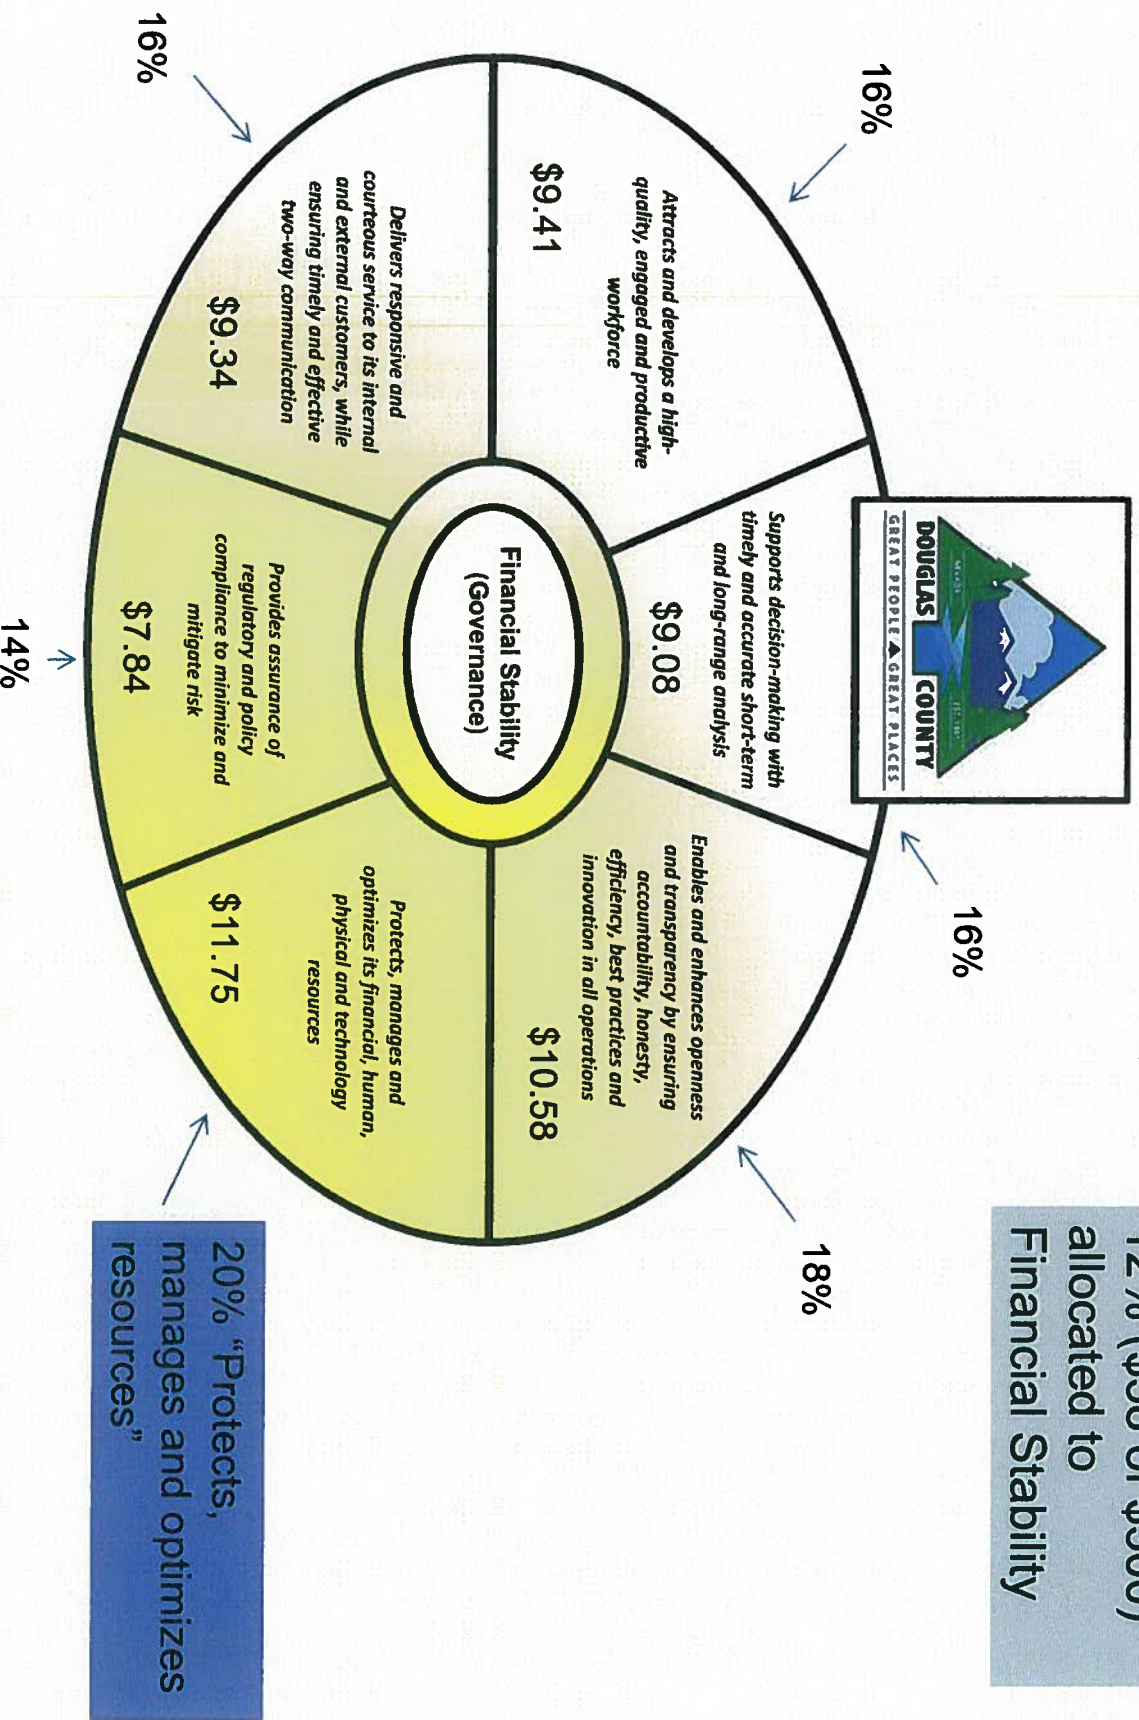 12% ($58 of $500)
allocated to
Financial Stability
DOUGLAS COUNTY
GREAT PEOPLE GREAT PLACES
16%
16%
18%
Attracts and develops a high-
quality, engaged and productive
workforce
$9.41
Supports decision-making with
timely and accurate short-term
and long-range analysis
$9.08
Enables and enhances openness
and transparency by ensuring
accountability, honesty,
efficiency, best practices and
innovation in all operations
$10.58
Financial Stability
(Governance)
Delivers responsive and
courteous service to its internal
and external customers, while
ensuring timely and effective
two-way communication
$9.34
Provides assurance of
regulatory and policy
compliance to minimize and
mitigate risk
$7.84
Protects, manages and
optimizes its financial, human,
physical and technology
resources
$11.75
16%
14%
20% “Protects,
manages and optimizes
resources”